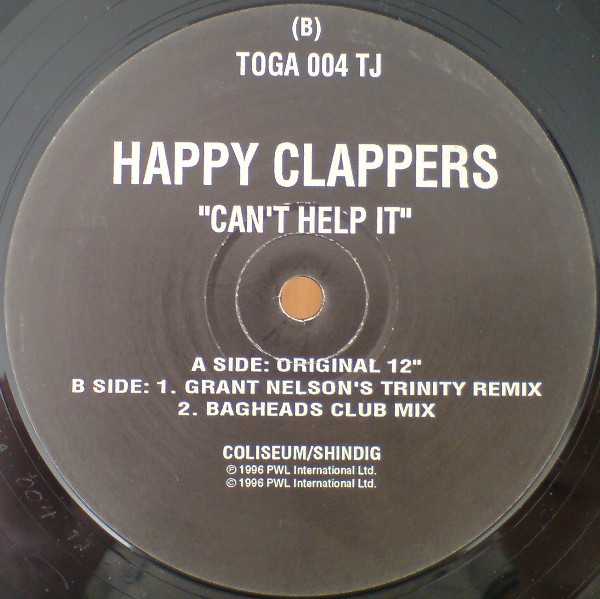 (B)
TOGA 004 TJ
HAPPY CLAPPERS
"CAN'T HELP IT"
A SIDE: ORIGINAL 12"
B SIDE: 1. GRANT NELSON'S TRINITY REMIX
2. BAGHEADS CLUB MIX
COLISEUM/SHINDIG
℗ 1996 PWL International Ltd.
© 1996 PWL International Ltd.